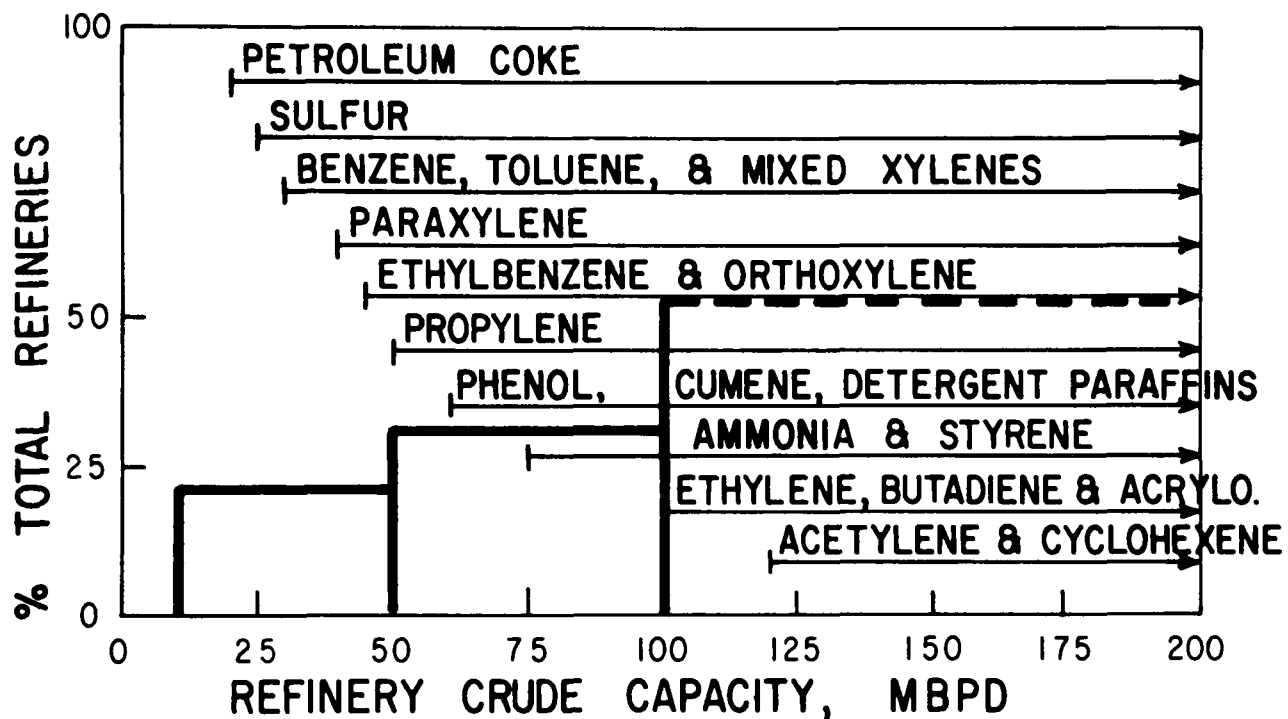 100
PETROLEUM COKE
SULFUR
BENZENE, TOLUENE, & MIXED XYLENES
PARAXYLENE
ETHYLBENZENE & ORTHOXYLENE
50
PROPYLENE
PHENOL, CUMENE, DETERGENT PARAFFINS
AMMONIA & STYRENE
25
ETHYLENE, BUTADIENE & ACRYLO.
ACETYLENE & CYCLOHEXENE
0
% TOTAL REFINERIES
0 25 50 75 100 125 150 175 200
REFINERY CRUDE CAPACITY, MBPD